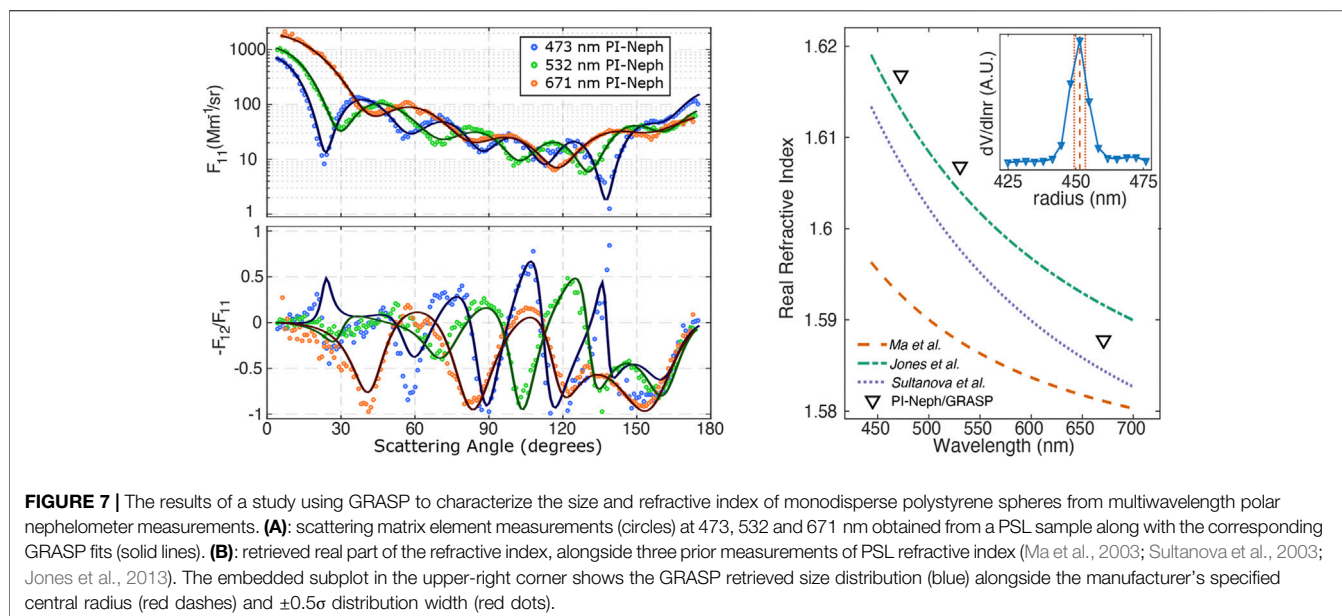 1000
100
10
1
F11(Mm-1/sr)
473 nm PI-Neph
532 nm PI-Neph
671 nm PI-Neph
1
0.5
0
-0.5
-1
-F12/F11
0 30 60 90 120 150 180
Scattering Angle (degrees)
1.62
1.61
1.6
1.59
1.58
Real Refractive Index
dV/dlnr (A.U.)
425 450 475
radius (nm)
Ma et al.
Jones et al.
Sultanova et al.
PI-Neph/GRASP
450 500 550 600 650 700
Wavelength (nm)
FIGURE 7 | The results of a study using GRASP to characterize the size and refractive index of monodisperse polystyrene spheres from multiwavelength polar
nephelometer measurements. (A): scattering matrix element measurements (circles) at 473, 532 and 671 nm obtained from a PSL sample along with the corresponding
GRASP fits (solid lines). (B): retrieved real part of the refractive index, alongside three prior measurements of PSL refractive index (Ma et al., 2003; Sultanova et al., 2003;
Jones et al., 2013). The embedded subplot in the upper-right corner shows the GRASP retrieved size distribution (blue) alongside the manufacturer's specified
central radius (red dashes) and ±0.5σ distribution width (red dots).